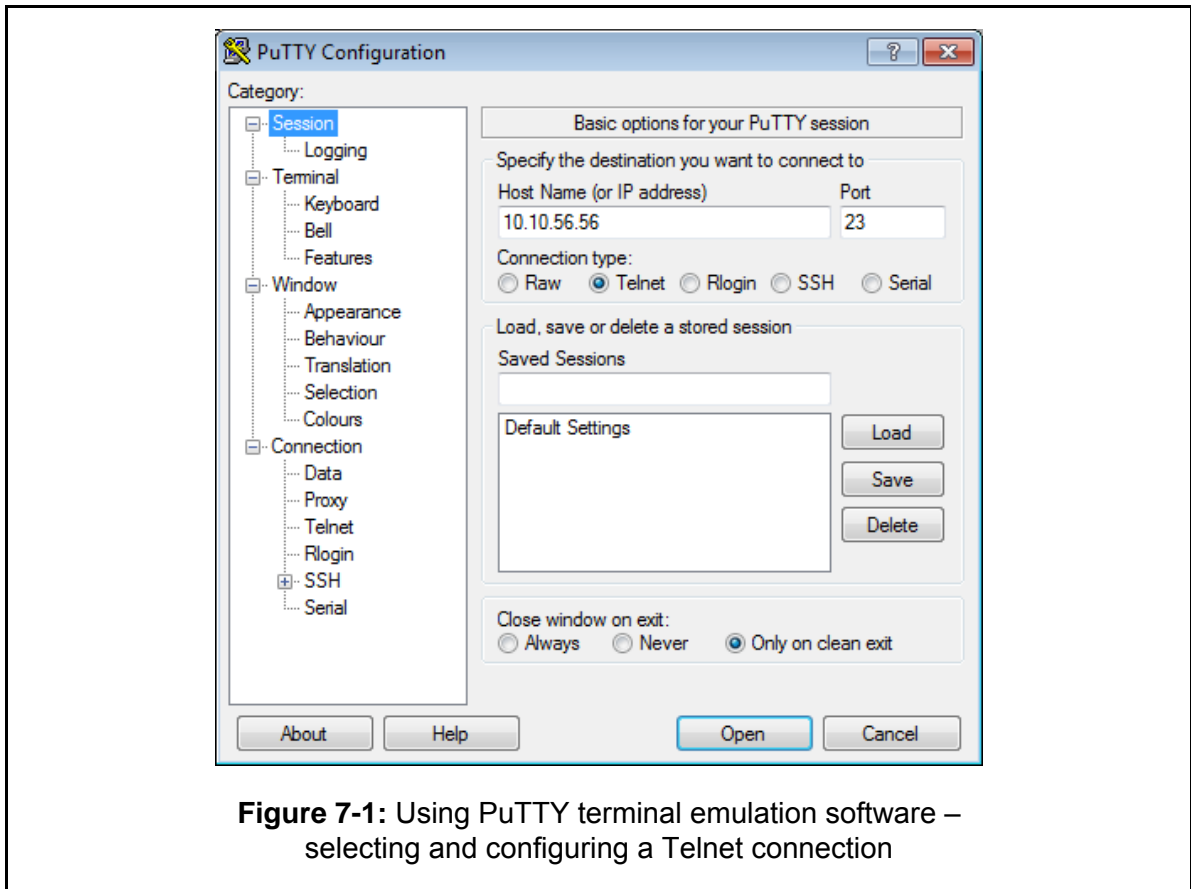 PuTTY Configuration
Category:
Session
Logging
Terminal
Keyboard
Bell
Features
Window
Appearance
Behaviour
Translation
Selection
Colours
Connection
Data
Proxy
Telnet
Rlogin
SSH
Serial
Basic options for your PuTTY session
Specify the destination you want to connect to
Host Name (or IP address) Port
10.10.56.56 23
Connection type:
Raw Telnet Rlogin SSH Serial
Load, save or delete a stored session
Saved Sessions
Default Settings
Load
Save
Delete
Close window on exit:
Always Never Only on clean exit
About Help Open Cancel
Figure 7-1: Using PuTTY terminal emulation software –
selecting and configuring a Telnet connection